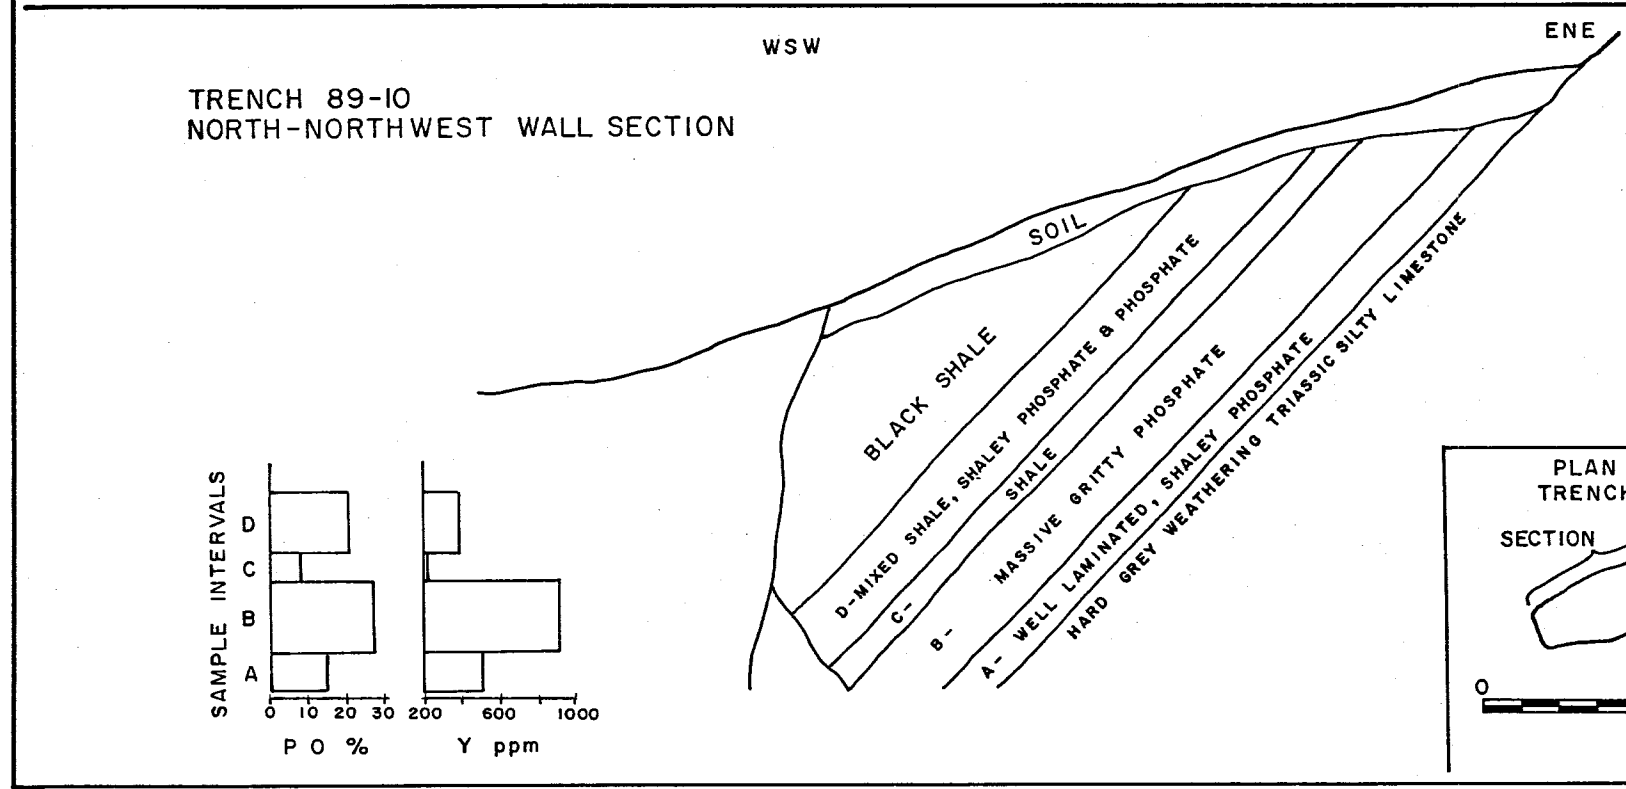 WSW
ENE
TRENCH 89-10
NORTH-NORTHWEST WALL SECTION
SOIL
BLACK SHALE
D-MIXED SHALE, SHALEY PHOSPHATE & PHOSPHATE
C- SHALE
B- MASSIVE GRITTY PHOSPHATE
A- WELL LAMINATED, SHALEY PHOSPHATE
HARD GREY WEATHERING TRIASSIC SILTY LIMESTONE
SAMPLE INTERVALS
D
C
B
A
0 10 20 30
P O %
200 600 1000
Y ppm
PLAN
TRENCH
SECTION
0